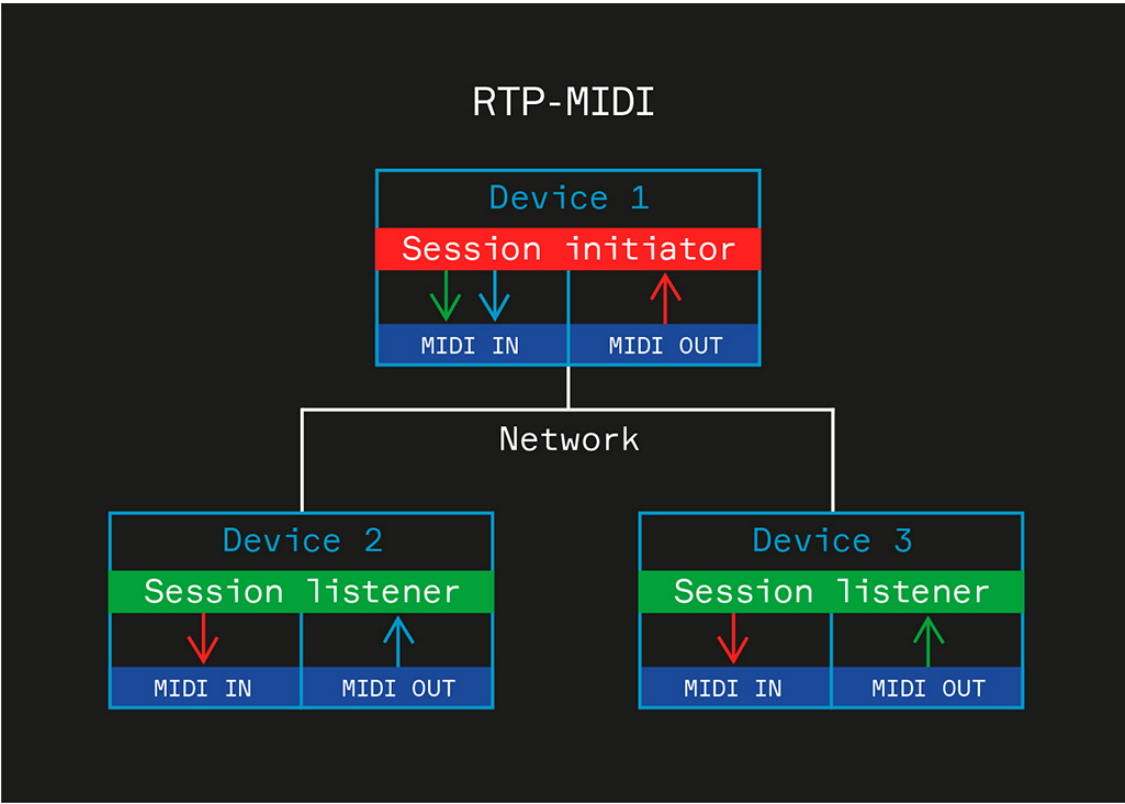 RTP-MIDI
Device 1
Session initiator
MIDI IN MIDI OUT
Network
Device 2
Session listener
MIDI IN MIDI OUT
Device 3
Session listener
MIDI IN MIDI OUT